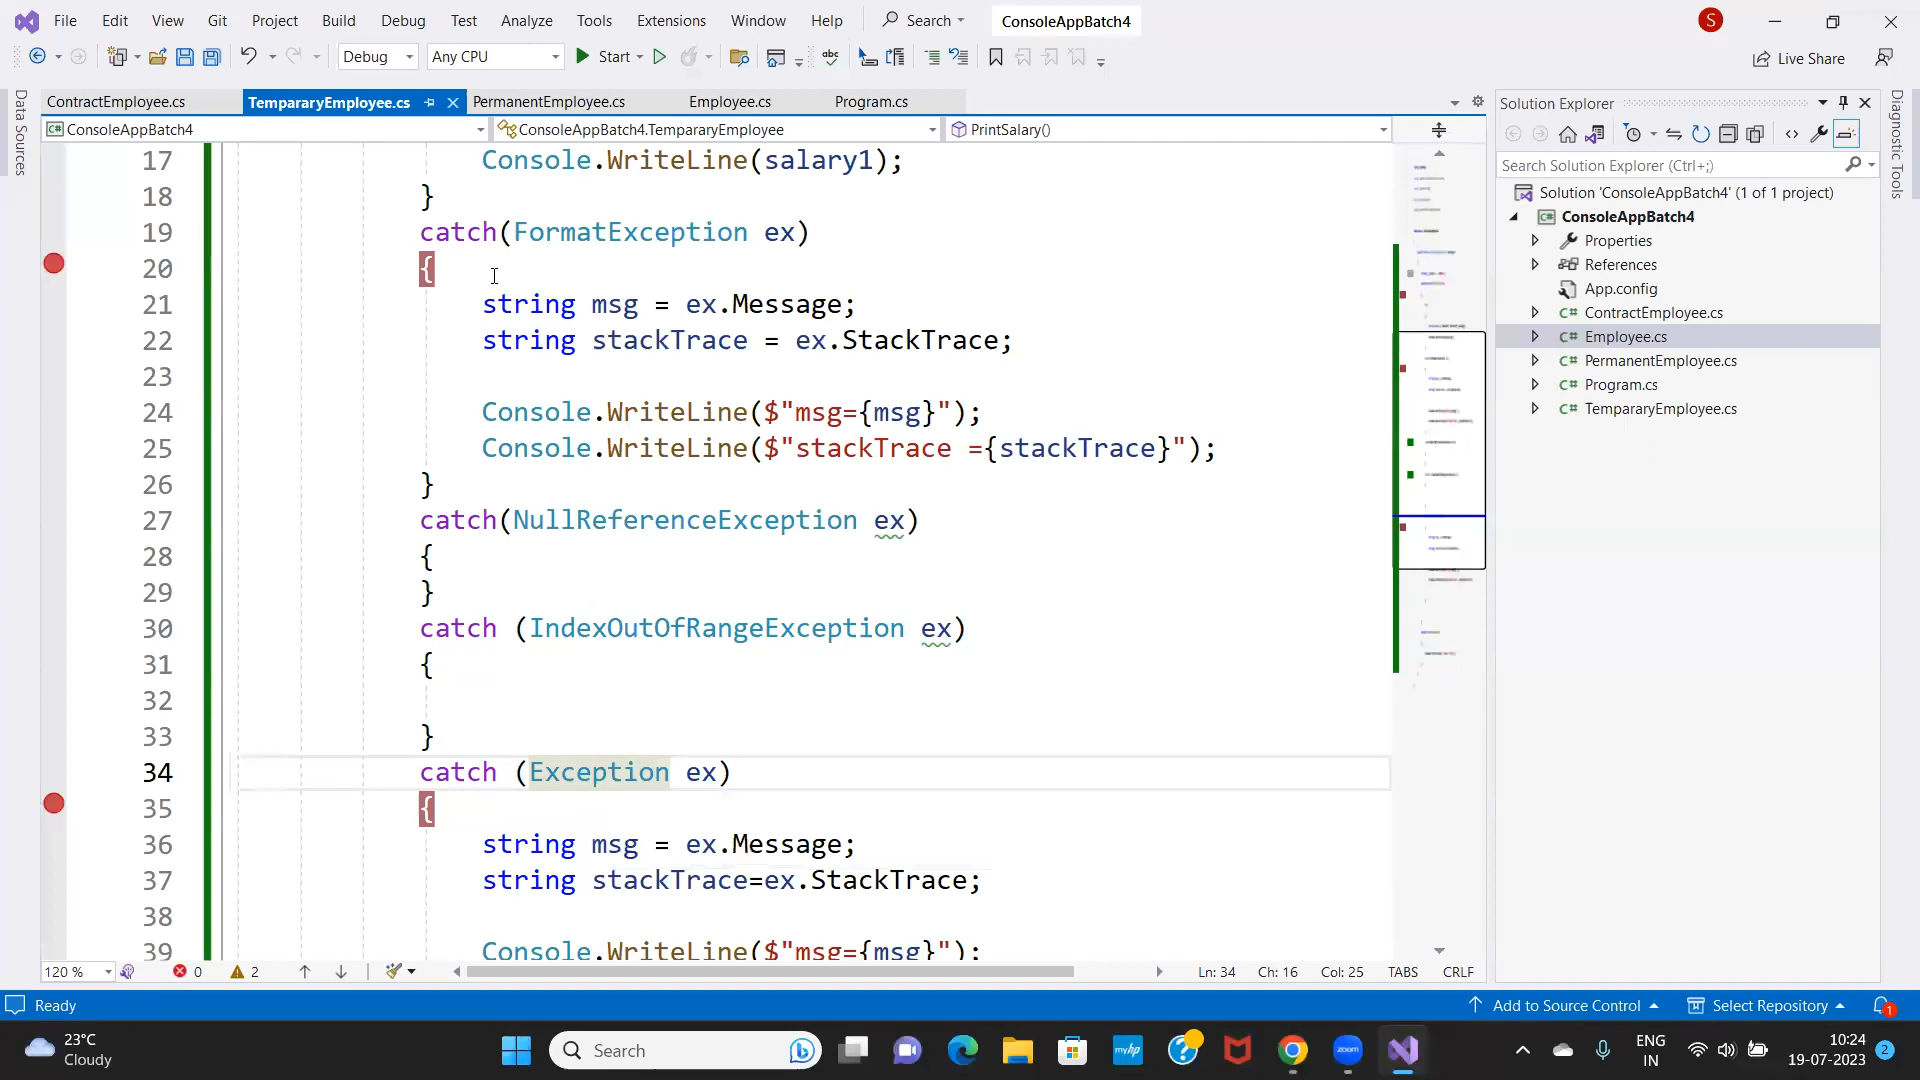 File Edit View Git Project Build Debug Test Analyze Tools Extensions Window Help Search ConsoleAppBatch4 S
Debug Any CPU Start Live Share
Data Sources
ContractEmployee.cs TempararyEmployee.cs PermanentEmployee.cs Employee.cs Program.cs
ConsoleAppBatch4 ConsoleAppBatch4.TempararyEmployee PrintSalary()
17 Console.WriteLine(salary1);
18 }
19 catch(FormatException ex)
20 {
21 string msg = ex.Message;
22 string stackTrace = ex.StackTrace;
23
24 Console.WriteLine($"msg={msg}");
25 Console.WriteLine($"stackTrace ={stackTrace}");
26 }
27 catch(NullReferenceException ex)
28 {
29 }
30 catch (IndexOutOfRangeException ex)
31 {
32
33 }
34 catch (Exception ex)
35 {
36 string msg = ex.Message;
37 string stackTrace=ex.StackTrace;
38
39 Console.WriteLine($"msg={msg}");
120 % 0 2 Ln: 34 Ch: 16 Col: 25 TABS CRLF
Solution Explorer
Search Solution Explorer (Ctrl+;)
Solution 'ConsoleAppBatch4' (1 of 1 project)
C# ConsoleAppBatch4
Properties
References
App.config
C# ContractEmployee.cs
C# Employee.cs
C# PermanentEmployee.cs
C# Program.cs
C# TempararyEmployee.cs
Diagnostic Tools
Ready Add to Source Control Select Repository 1
23°C
Cloudy
Search
myhp
zoom
ENG
IN
10:24
19-07-2023
2